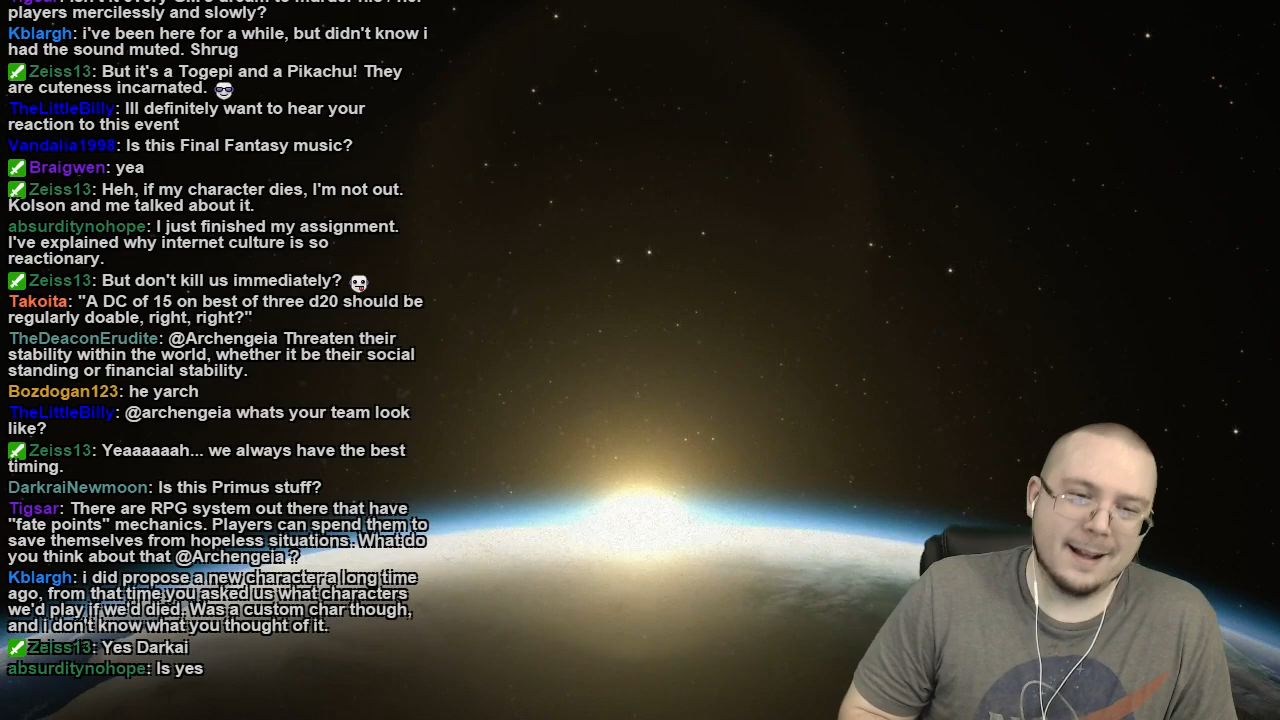 players mercilessly and slowly?
Kblargh: i've been here for a while, but didn't know i
had the sound muted. Shrug
Zeiss13: But it's a Togepi and a Pikachu! They
are cuteness incarnated.
TheLittleBilly: Ill definitely want to hear your
reaction to this event
Vandalia1998: Is this Final Fantasy music?
Braigwen: yea
Zeiss13: Heh, if my character dies, I'm not out.
Kolson and me talked about it.
absurditynohope: I just finished my assignment.
I've explained why internet culture is so
reactionary.
Zeiss13: But don't kill us immediately?
Takoita: "A DC of 15 on best of three d20 should be
regularly doable, right, right?"
TheDeaconErudite: @Archengeia Threaten their
stability within the world, whether it be their social
standing or financial stability.
Bozdogan123: he yarch
TheLittleBilly: @archengeia whats your team look
like?
Zeiss13: Yeaaaaaah... we always have the best
timing.
DarkraiNewmoon: Is this Primus stuff?
Tigsar: There are RPG system out there that have
"fate points" mechanics. Players can spend them to
save themselves from hopeless situations. What do
you think about that @Archengeia ?
Kblargh: i did propose a new character a long time
ago, from that time you asked us what characters
we'd play if we'd died. Was a custom char though,
and i don't know what you thought of it.
Zeiss13: Yes Darkai
absurditynohope: Is yes